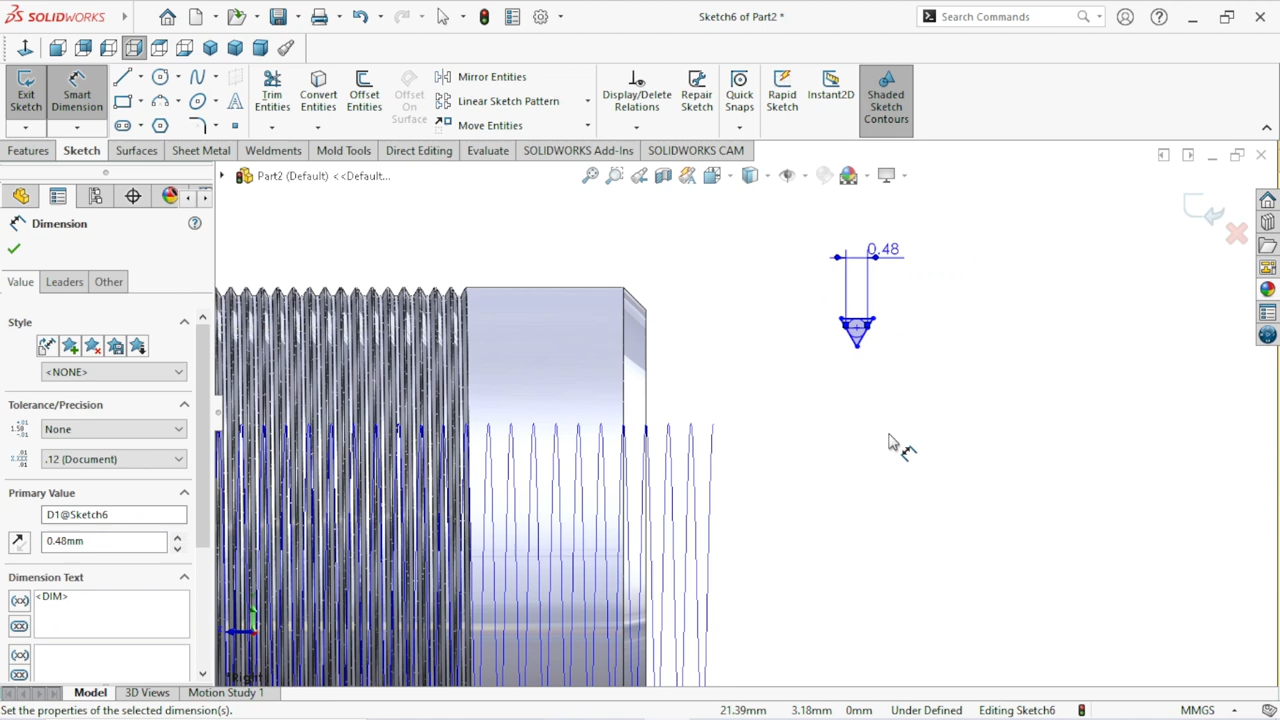 SOLIDWORKS
Sketch6 of Part2 *
Search Commands
Exit Sketch
Smart Dimension
Trim Entities
Convert Entities
Offset Entities
Offset On Surface
Mirror Entities
Linear Sketch Pattern
Move Entities
Display/Delete Relations
Repair Sketch
Quick Snaps
Rapid Sketch
Instant2D
Shaded Sketch Contours
Features
Sketch
Surfaces
Sheet Metal
Weldments
Mold Tools
Direct Editing
Evaluate
SOLIDWORKS Add-Ins
SOLIDWORKS CAM
Part2 (Default) <<Default...
Dimension
Value
Leaders
Other
Style
<NONE>
Tolerance/Precision
None
.12 (Document)
Primary Value
D1@Sketch6
0.48mm
Dimension Text
<DIM>
0.48
*Right
Model
3D Views
Motion Study 1
Set the properties of the selected dimension(s).
21.39mm
3.18mm
0mm
Under Defined
Editing Sketch6
MMGS